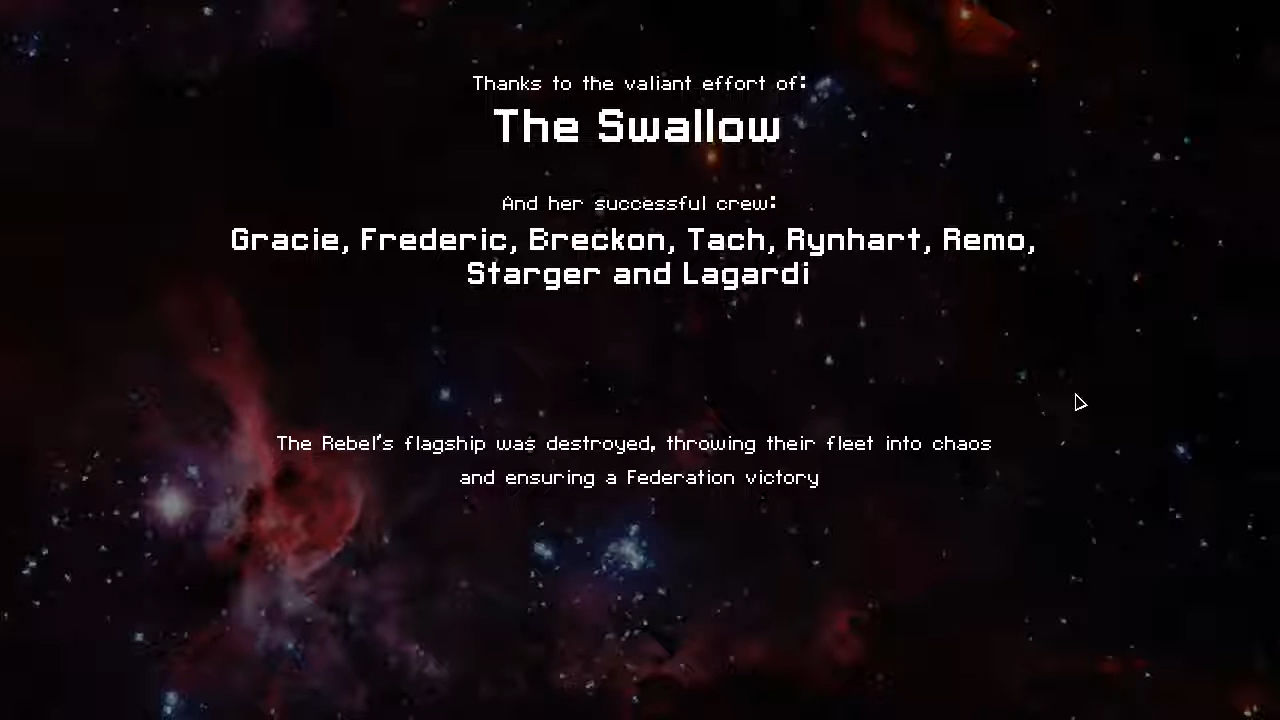 Thanks to the valiant effort of:
The Swallow
And her successful crew:
Gracie, Frederic, Breckon, Tach, Rynhart, Remo,
Starger and Lagardi
The Rebel's flagship was destroyed, throwing their fleet into chaos
and ensuring a Federation victory